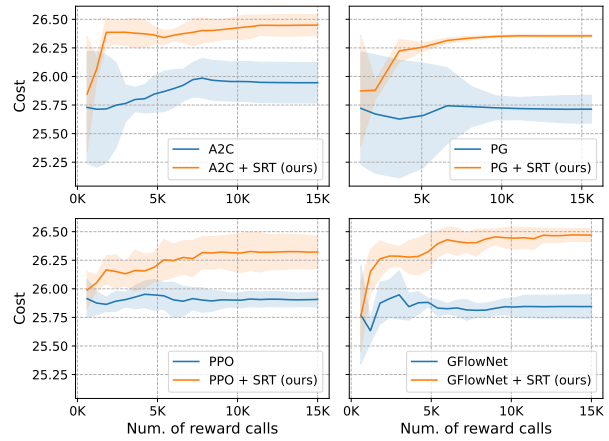 26.50
26.25
26.00
25.75
25.50
25.25
Cost
A2C
A2C + SRT (ours)
0K
5K
10K
15K
PG
PG + SRT (ours)
5K
10K
15K
26.50
26.25
26.00
25.75
25.50
25.25
Cost
PPO
PPO + SRT (ours)
0K
5K
10K
15K
Num. of reward calls
GFlowNet
GFlowNet + SRT (ours)
0K
5K
10K
15K
Num. of reward calls